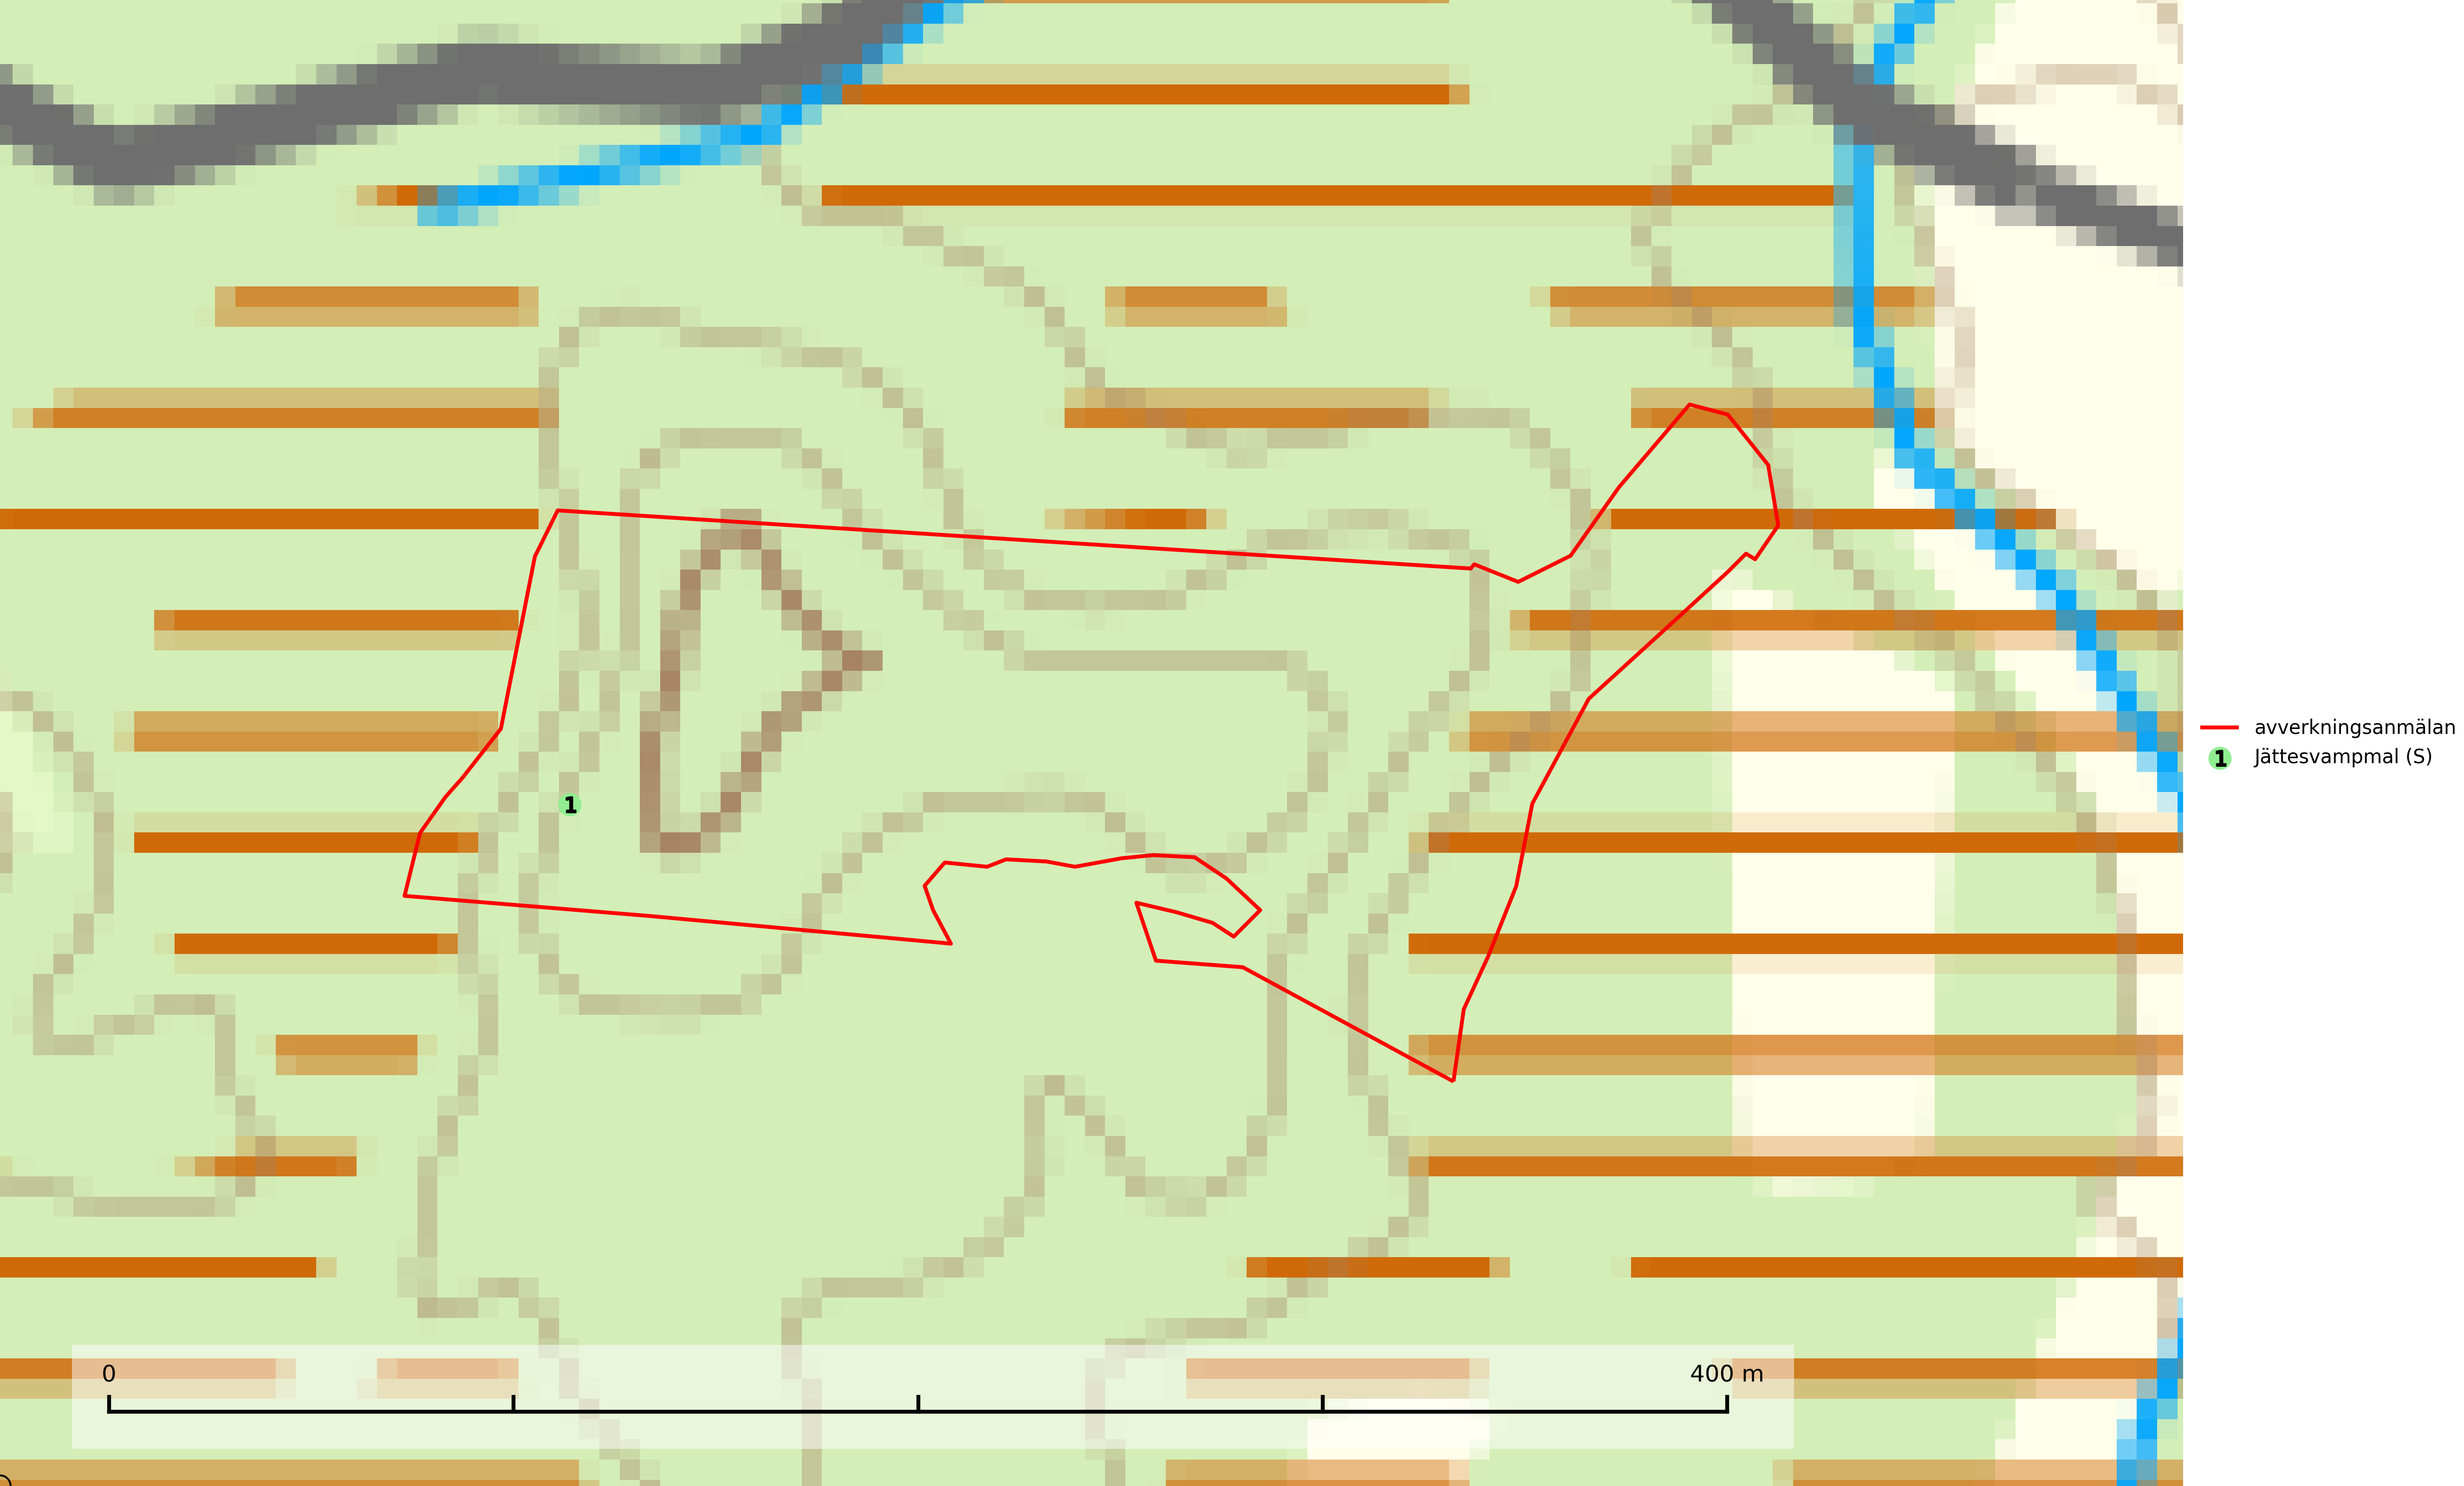 avverkningsanmälan
1 Jättesvampmal (S)
1
0 400 m